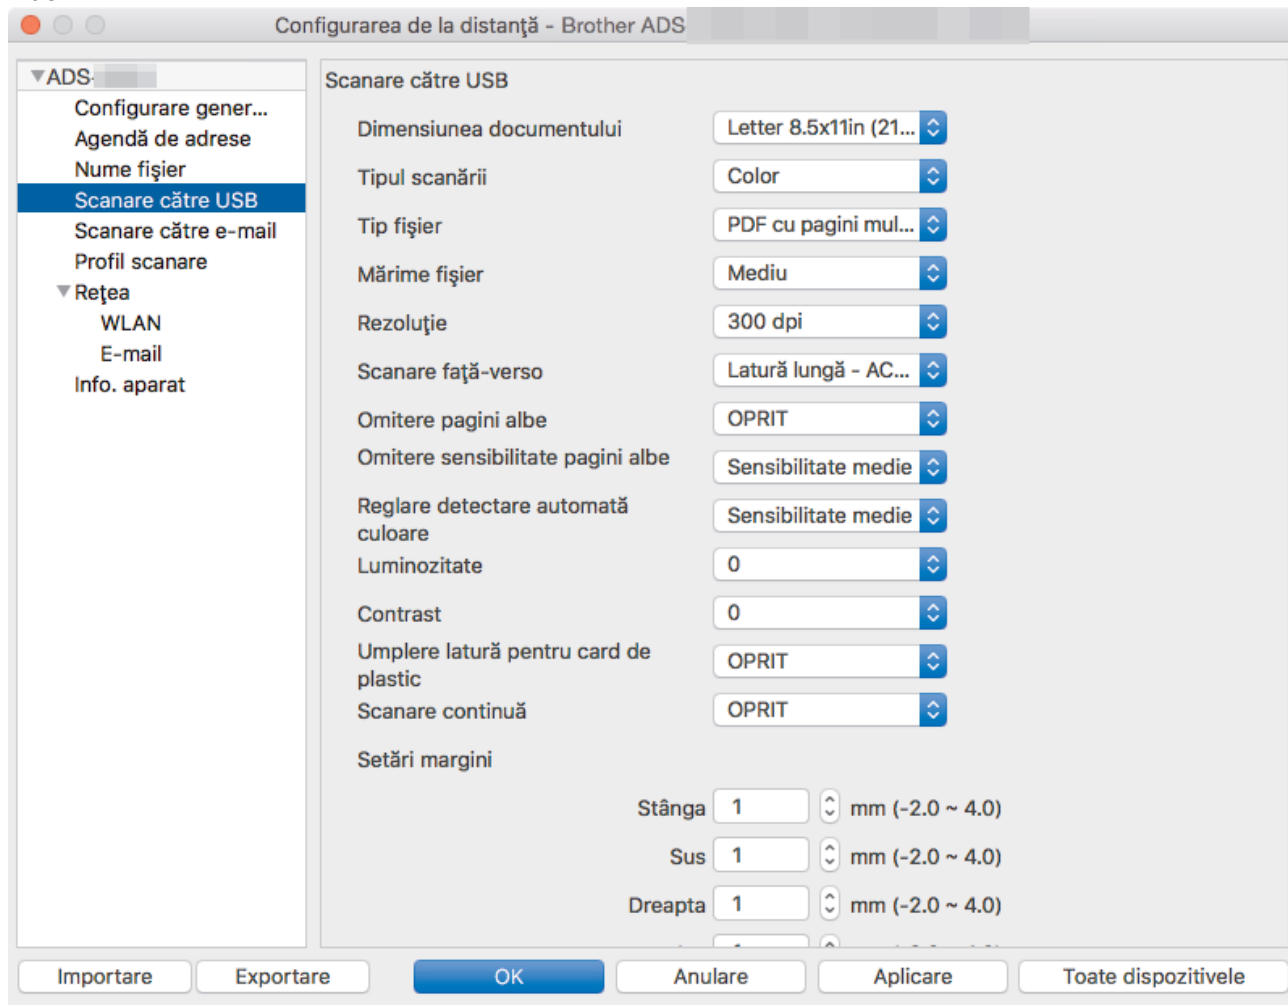 Configurarea de la distanţă - Brother ADS-
ADS-
Configurare gener...
Agendă de adrese
Nume fişier
Scanare către USB
Scanare către e-mail
Profil scanare
Reţea
WLAN
E-mail
Info. aparat
Scanare către USB
Dimensiunea documentului Letter 8.5x11in (21...
Tipul scanării Color
Tip fişier PDF cu pagini mul...
Mărime fişier Mediu
Rezoluţie 300 dpi
Scanare faţă-verso Latură lungă - AC...
Omitere pagini albe OPRIT
Omitere sensibilitate pagini albe Sensibilitate medie
Reglare detectare automată
culoare Sensibilitate medie
Luminozitate 0
Contrast 0
Umplere latură pentru card de
plastic OPRIT
Scanare continuă OPRIT
Setări margini
Stânga 1 mm (-2.0 ~ 4.0)
Sus 1 mm (-2.0 ~ 4.0)
Dreapta 1 mm (-2.0 ~ 4.0)
Importare Exportare OK Anulare Aplicare Toate dispozitivele